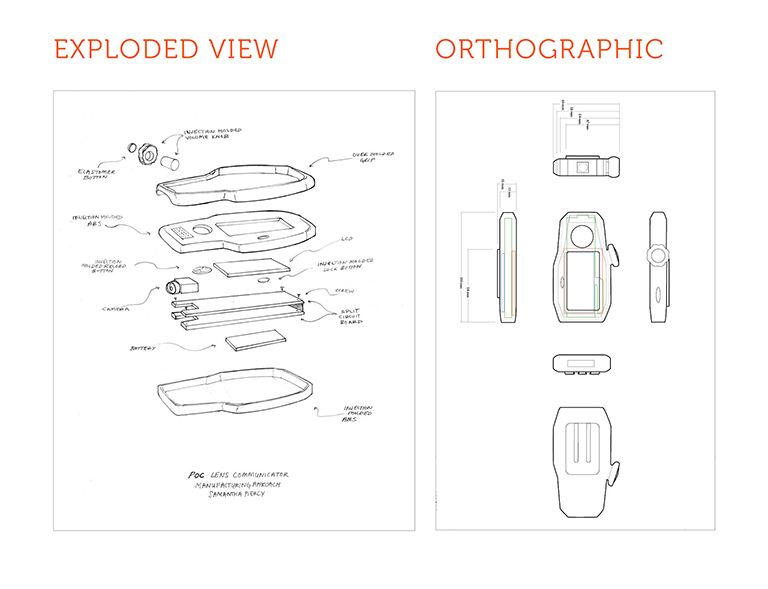 EXPLODED VIEW
ORTHOGRAPHIC
INJECTION MOLDED
VOLUME KNOB
ELASTOMER
BUTTON
OVER MOLDED
GRIP
INJECTION MOLDED
ABS
LCD
INJECTION
MOLDED RECORD
BUTTON
INJECTION MOLDED
LOCK BUTTON
SCREW
CAMERA
SPLIT
CIRCUIT
BOARD
BATTERY
INJECTION
MOLDED
ABS
POC LENS COMMUNICATOR
MANUFACTURING APPROACH
SAMANTHA